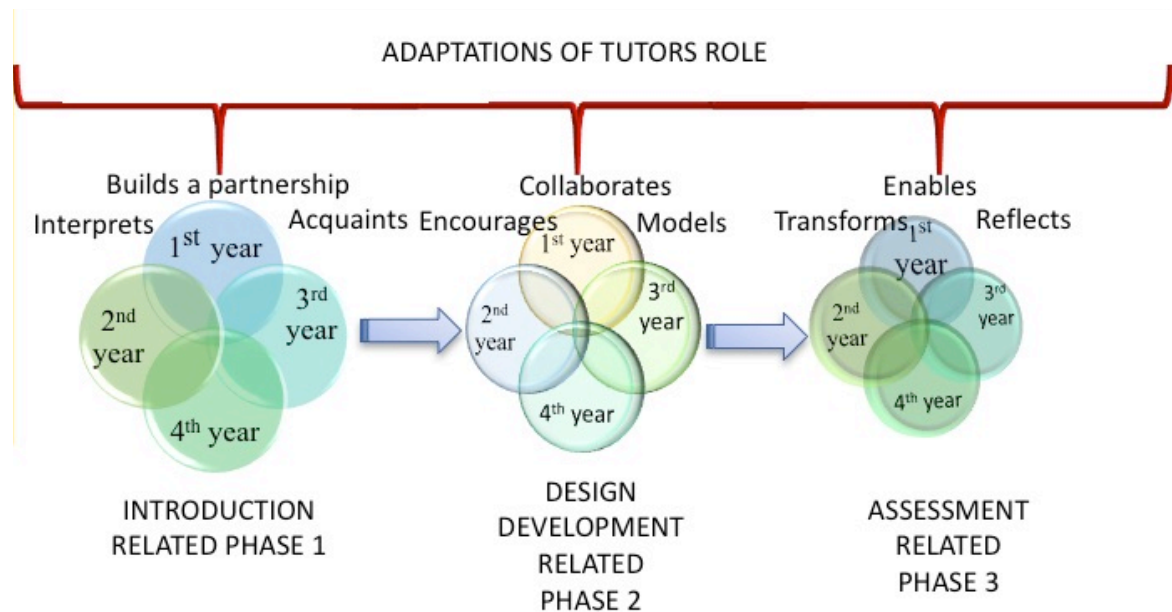 ADAPTATIONS OF TUTORS ROLE
Builds a partnership
Interprets
Acquaints
1st year
2nd
year
3rd
year
4th year
INTRODUCTION
RELATED PHASE 1
Collaborates
Encourages
Models
1st year
2nd
year
3rd
year
4th year
DESIGN
DEVELOPMENT
RELATED
PHASE 2
Enables
Transforms
Reflects
1st
year
2nd
year
3rd
year
4th year
ASSESSMENT
RELATED
PHASE 3